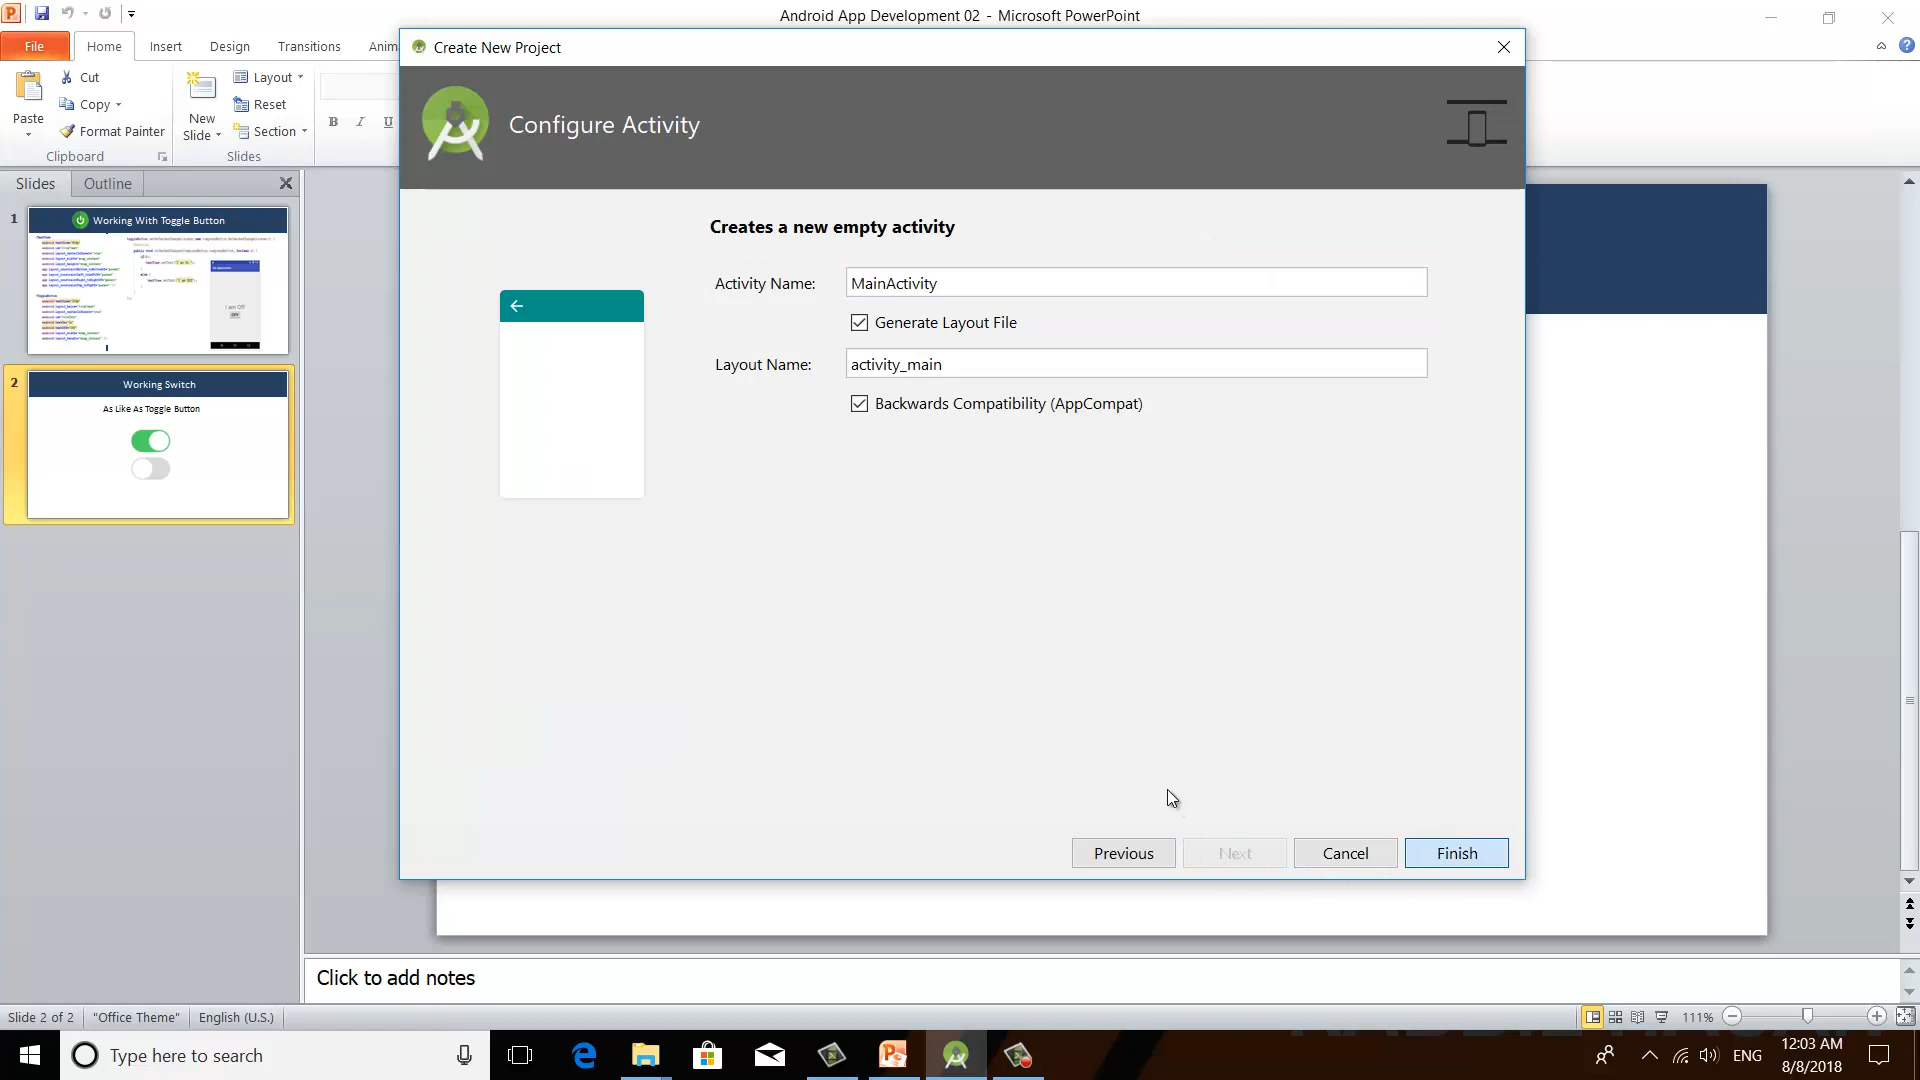 Android App Development 02 - Microsoft PowerPoint
File Home Insert Design Transitions
Cut
Copy
Format Painter
Paste
Clipboard
New
Slide
Layout
Reset
Section
Slides
B I U
Slides Outline
1
Working With Toggle Button
2
Working Switch
As Like As Toggle Button
Create New Project
Configure Activity
Creates a new empty activity
Activity Name: MainActivity
Generate Layout File
Layout Name: activity_main
Backwards Compatibility (AppCompat)
Previous Next Cancel Finish
Click to add notes
Slide 2 of 2 "Office Theme" English (U.S.) 111%
Type here to search
ENG
12:03 AM
8/8/2018